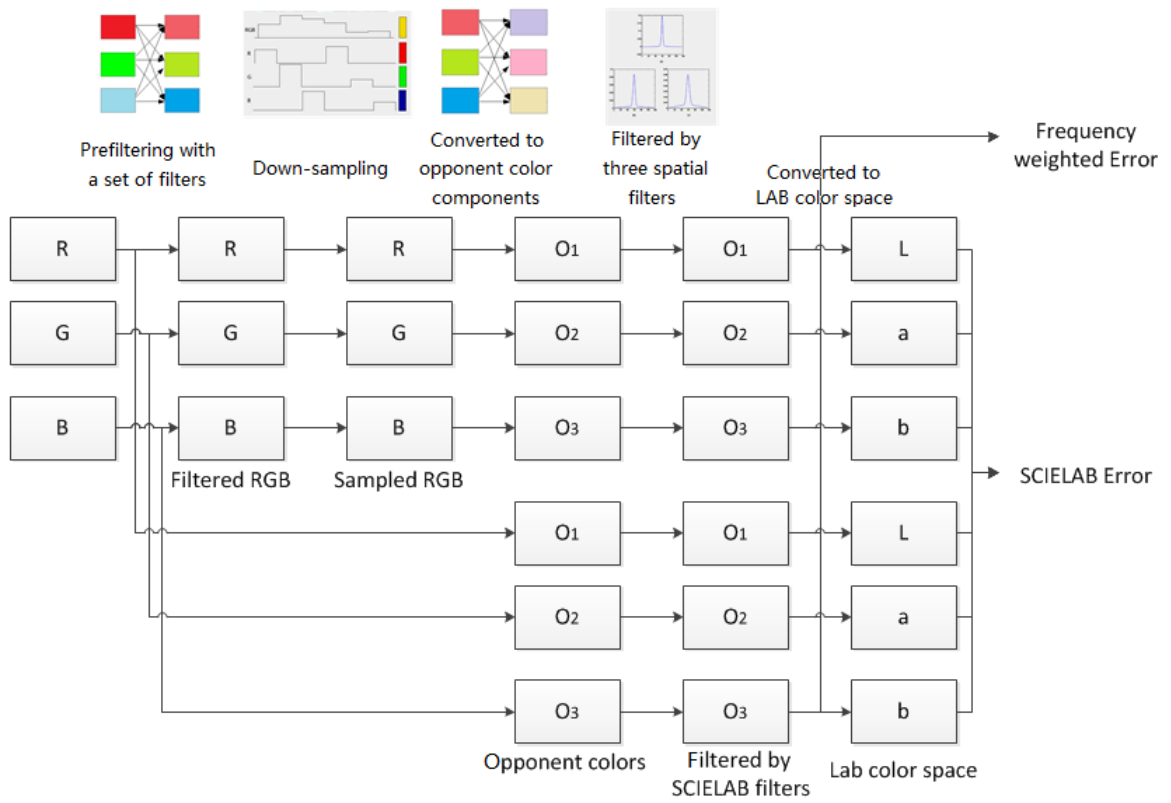 RGB
R
G
B
Prefiltering with
a set of filters
Down-sampling
Converted to
opponent color
components
Filtered by
three spatial
filters
Converted to
LAB color space
Frequency
weighted Error
R R R O1 O1 L
G G G O2 O2 a
B B B O3 O3 b
Filtered RGB Sampled RGB
SCIELAB Error
O1 O1 L
O2 O2 a
O3 O3 b
Opponent colors
Filtered by
SCIELAB filters
Lab color space